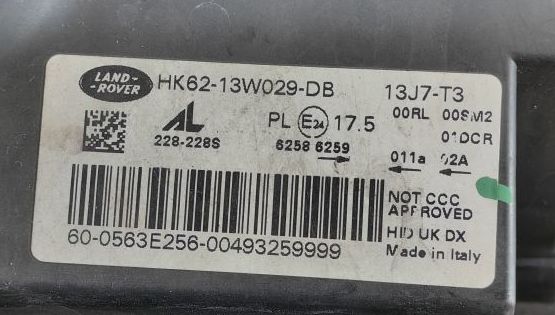 LAND-
ROVER
HK62-13W029-DB
13J7-T3
00RL 00SM2
01DCR
AL
228-228S
PL E24 17.5
6258 6259
011a 02A
NOT CCC
APPROVED
HID UK DX
Made in Italy
60-0563E256-00493259999